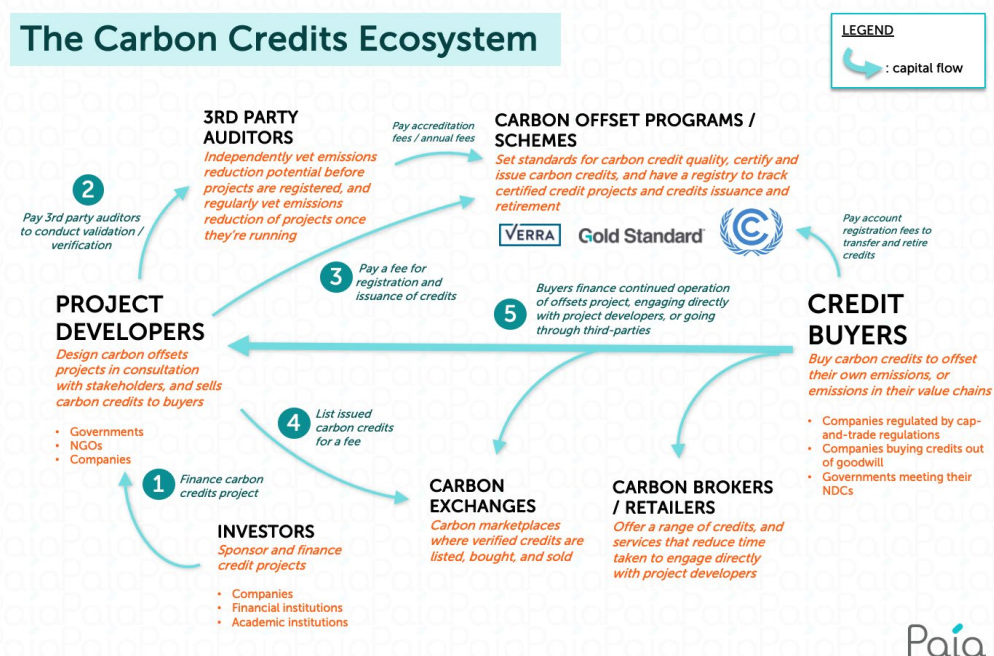 The Carbon Credits Ecosystem
LEGEND
: capital flow
3RD PARTY
AUDITORS
Independently vet emissions
reduction potential before
projects are registered, and
regularly vet emissions
reduction of projects once
they're running
Pay accreditation
fees / annual fees
CARBON OFFSET PROGRAMS /
SCHEMES
Set standards for carbon credit quality, certify and
issue carbon credits, and have a registry to track
certified credit projects and credits issuance and
retirement
VERRA
Gold Standard
2
Pay 3rd party auditors
to conduct validation /
verification
Pay account
registration fees to
transfer and retire
credits
3
Pay a fee for
registration and
issuance of credits
5
Buyers finance continued operation
of offsets project, engaging directly
with project developers, or going
through third-parties
PROJECT
DEVELOPERS
Design carbon offsets
projects in consultation
with stakeholders, and sells
carbon credits to buyers
• Governments
• NGOs
• Companies
CREDIT
BUYERS
Buy carbon credits to offset
their own emissions, or
emissions in their value chains
• Companies regulated by cap-
and-trade regulations
• Companies buying credits out
of goodwill
• Governments meeting their
NDCs
4
List issued
carbon credits
for a fee
1
Finance carbon
credits project
INVESTORS
Sponsor and finance
credit projects
• Companies
• Financial institutions
• Academic institutions
CARBON
EXCHANGES
Carbon marketplaces
where verified credits are
listed, bought, and sold
CARBON BROKERS
/ RETAILERS
Offer a range of credits, and
services that reduce time
taken to engage directly
with project developers
Paia